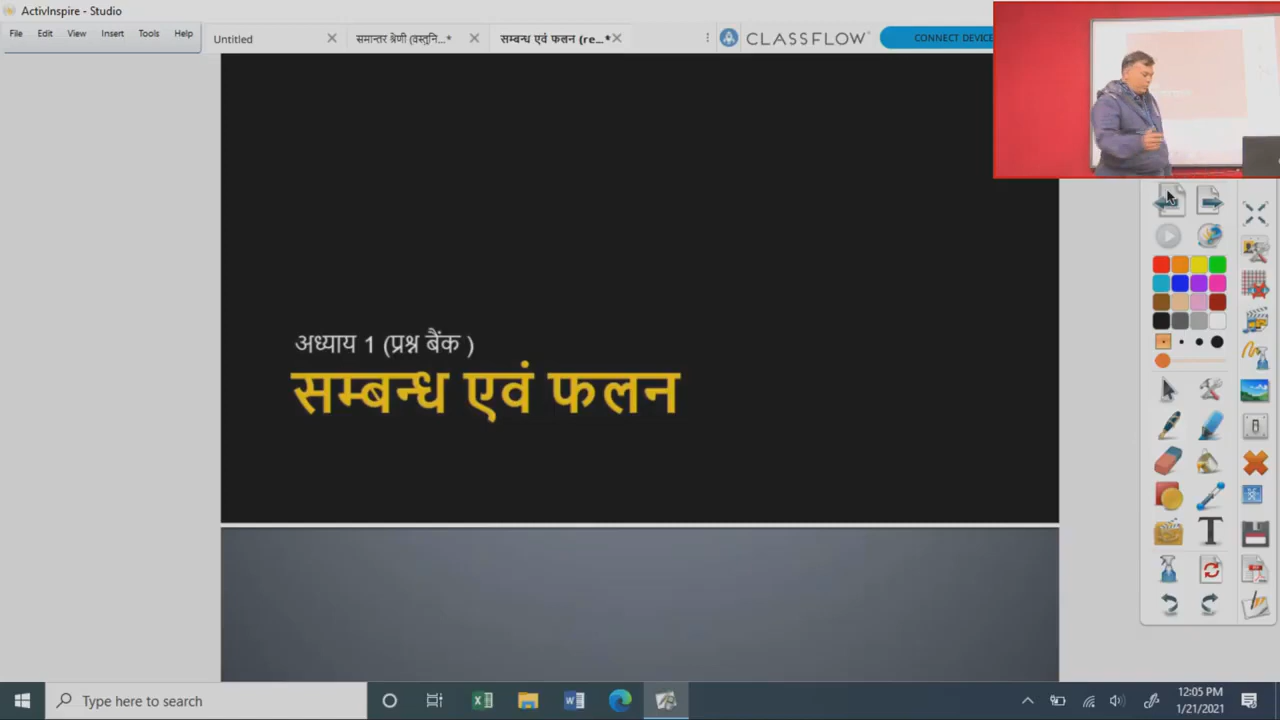 ActivInspire - Studio
File Edit View Insert Tools Help
Untitled
समान्तर श्रेणी (वस्तुनि...*
सम्बन्ध एवं फलन (re...*
CLASSFLOW
CONNECT DEVICE
अध्याय 1 (प्रश्न बैंक )
सम्बन्ध एवं फलन
T
Type here to search
12:05 PM
1/21/2021